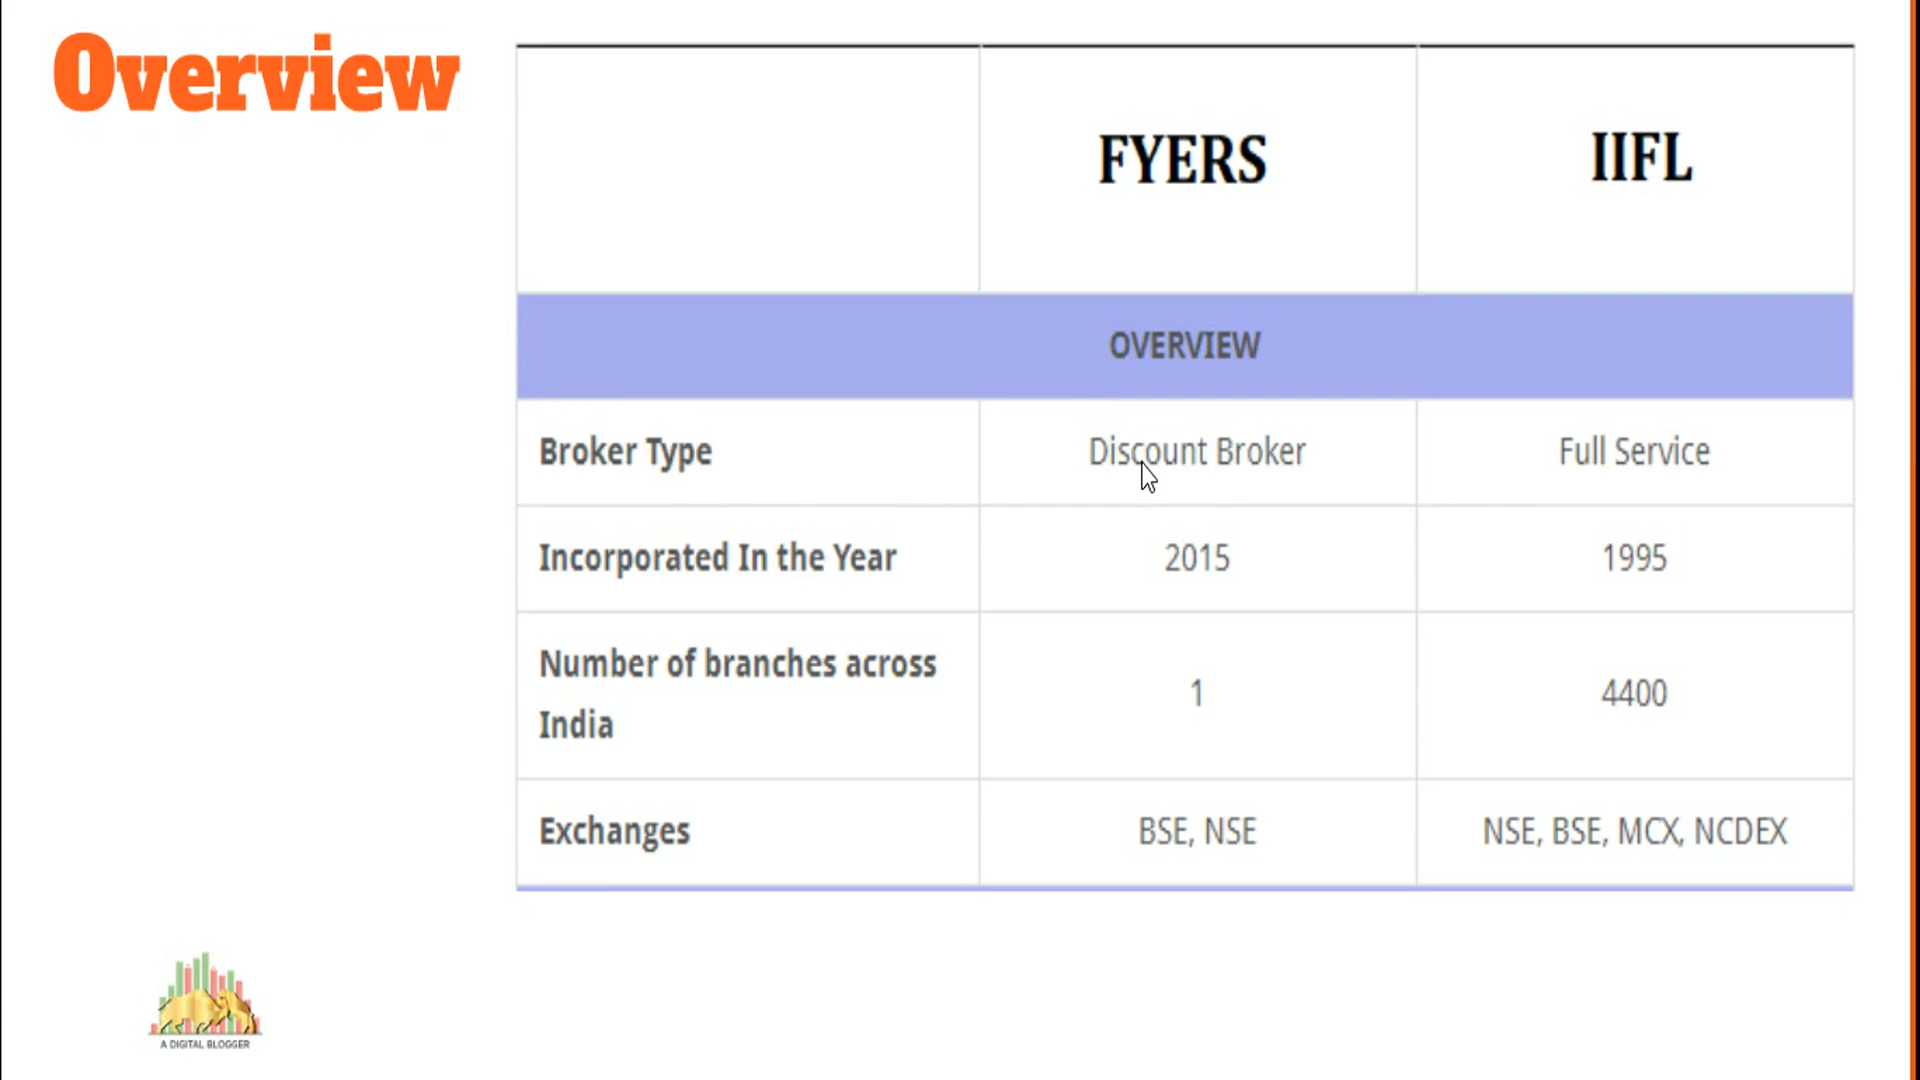 Overview
FYERS IIFL
OVERVIEW
Broker Type Discount Broker Full Service
Incorporated In the Year 2015 1995
Number of branches across
India 1 4400
Exchanges BSE, NSE NSE, BSE, MCX, NCDEX
A DIGITAL BLOGGER